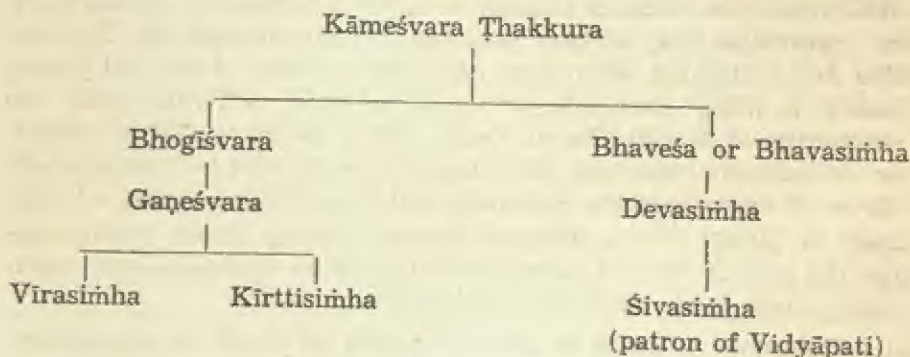 Kāmeśvara Ṭhakkura
Bhogīśvara
Bhaveśa or Bhavasiṁha
Gaṇeśvara
Devasiṁha
Vīrasiṁha
Kīrttisiṁha
Śivasiṁha
(patron of Vidyāpati)